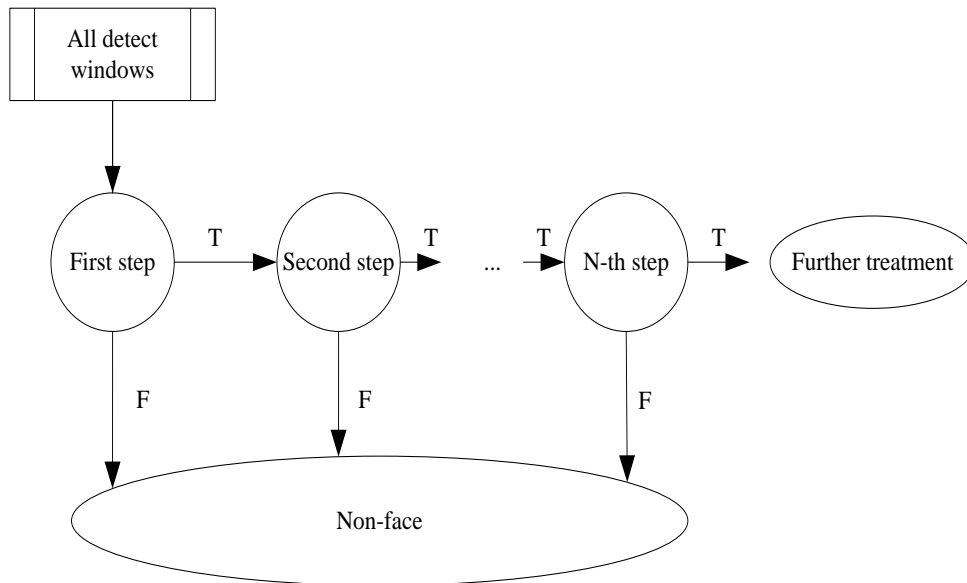 All detect
windows
First step
T
Second step
T
...
T
N-th step
T
Further treatment
F
F
F
Non-face